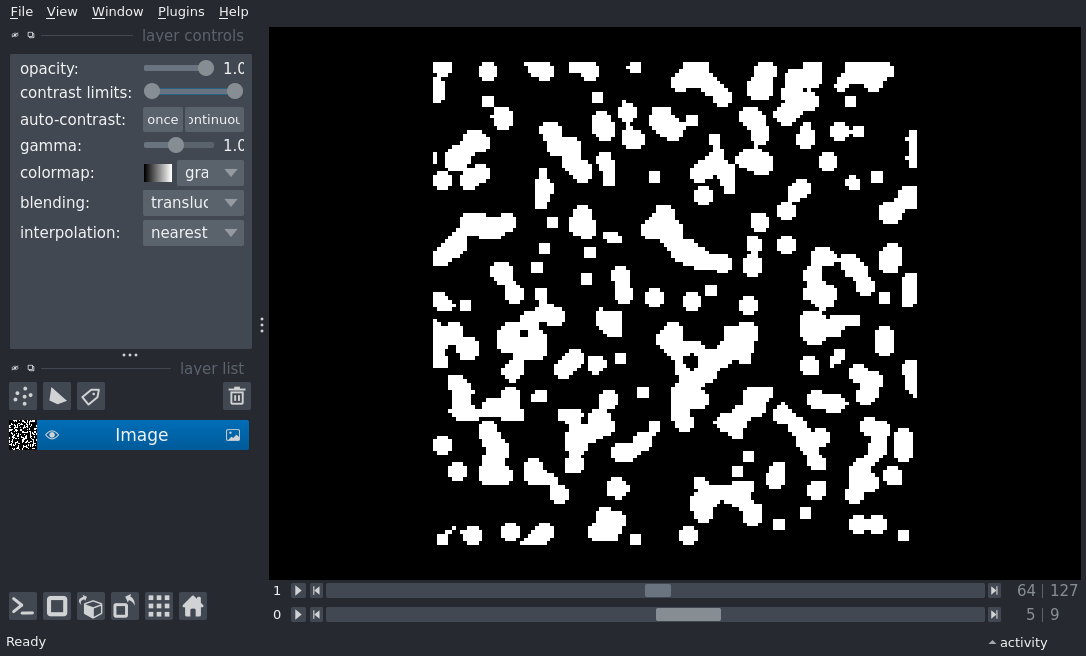 File View Window Plugins Help
layer controls
opacity: 1.0
contrast limits:
auto-contrast: once ontinuou
gamma: 1.0
colormap: gra
blending: transluc
interpolation: nearest
layer list
Image
1 64 | 127
0 5 | 9
Ready activity